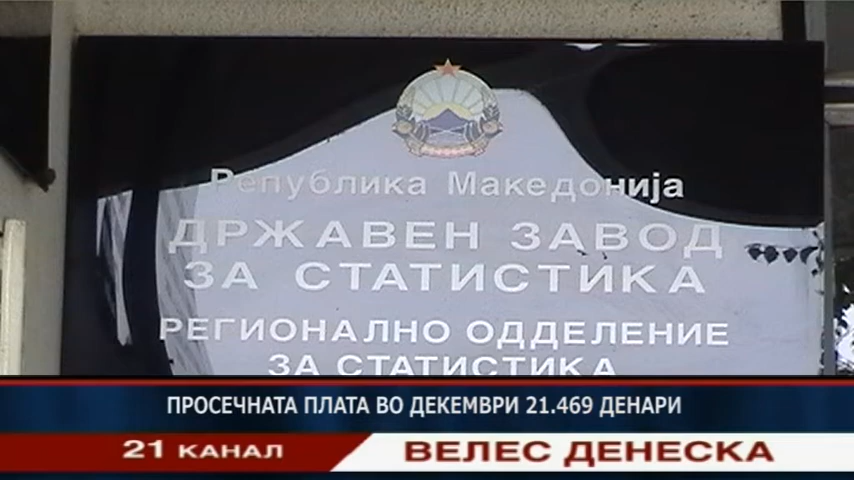 Република Македонија
ДРЖАВЕН ЗАВОД
ЗА СТАТИСТИКА
РЕГИОНАЛНО ОДДЕЛЕНИЕ
ЗА СТАТИСТИКА
ПРОСЕЧНАТА ПЛАТА ВО ДЕКЕМВРИ 21.469 ДЕНАРИ
21 КАНАЛ
ВЕЛЕС ДЕНЕСКА